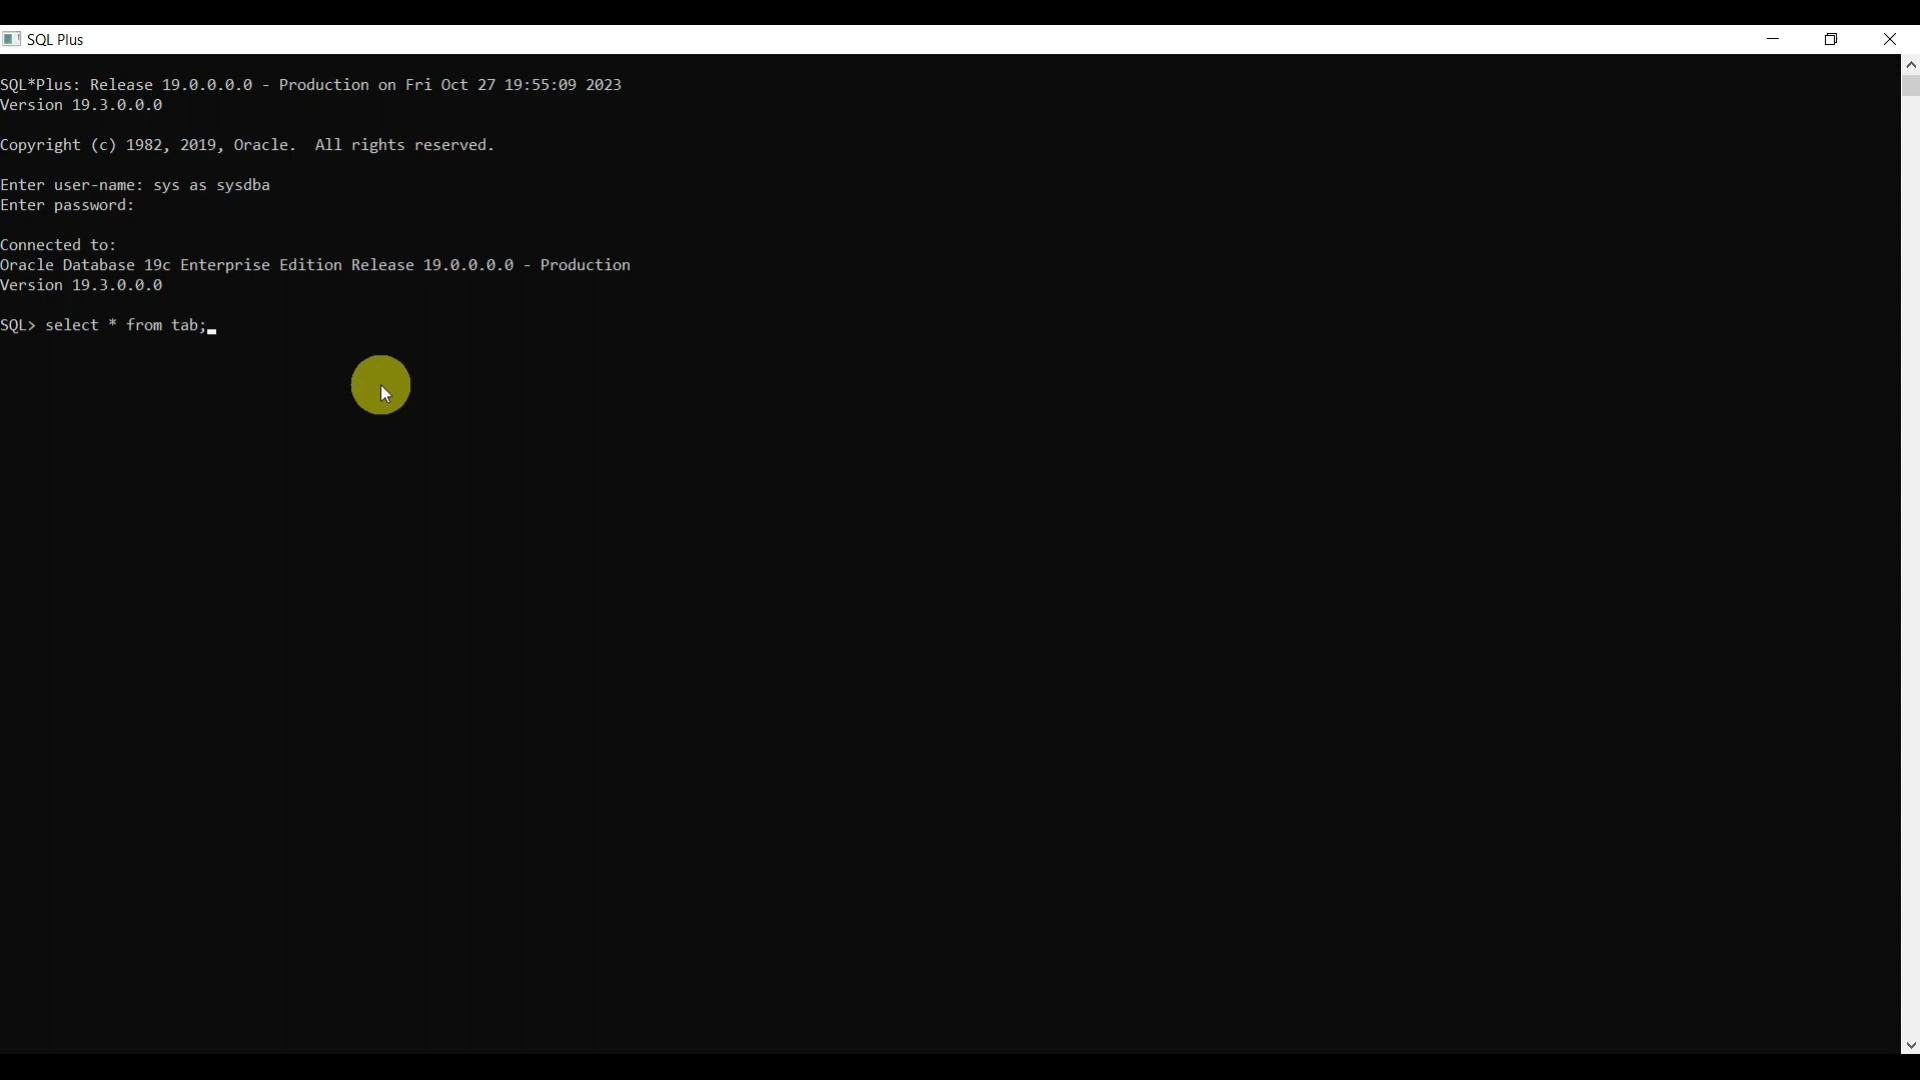 SQL Plus
SQL*Plus: Release 19.0.0.0.0 - Production on Fri Oct 27 19:55:09 2023
Version 19.3.0.0.0
Copyright (c) 1982, 2019, Oracle.  All rights reserved.
Enter user-name: sys as sysdba
Enter password:
Connected to:
Oracle Database 19c Enterprise Edition Release 19.0.0.0.0 - Production
Version 19.3.0.0.0
SQL> select * from tab;